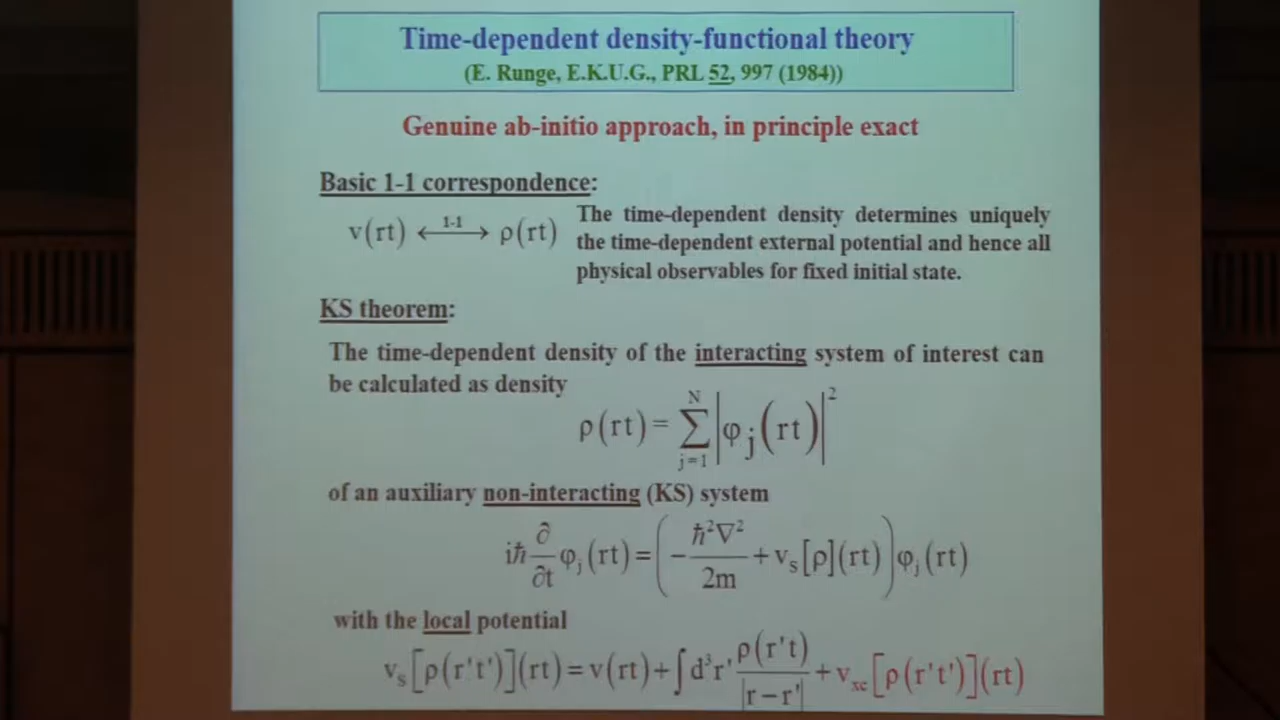 Time-dependent density-functional theory
(E. Runge, E.K.U.G., PRL 52, 997 (1984))
Genuine ab-initio approach, in principle exact
Basic 1-1 correspondence:
v(rt) ⟷ ρ(rt)
1-1
The time-dependent density determines uniquely
the time-dependent external potential and hence all
physical observables for fixed initial state.
KS theorem:
The time-dependent density of the interacting system of interest can
be calculated as density
ρ(rt) = ∑_{j=1}^{N} |φ_j(rt)|²
of an auxiliary non-interacting (KS) system
iℏ ∂/∂t φ_j(rt) = (−ℏ²∇²/2m + v_s[ρ](rt)) φ_j(rt)
with the local potential
v_s[ρ(r't')](rt) = v(rt) + ∫d³r' ρ(r't)/|r−r'| + v_xc[ρ(r't')](rt)